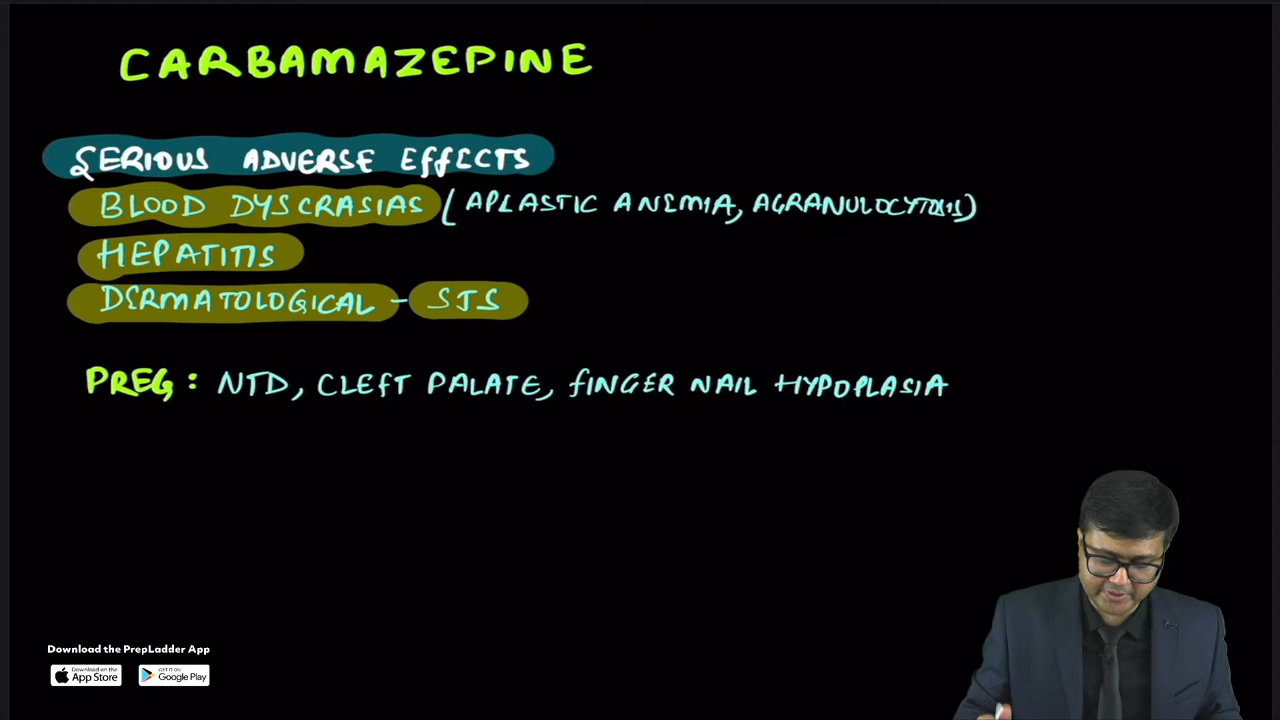 CARBAMAZEPINE
SERIOUS ADVERSE EFFECTS
BLOOD DYSCRASIAS (APLASTIC ANEMIA, AGRANULOCYTOSIS)
HEPATITIS
DERMATOLOGICAL - SJS
PREG: NTD, CLEFT PALATE, FINGER NAIL HYPOPLASIA
Download the PrepLadder App
Download on the App Store
GET IT ON Google Play